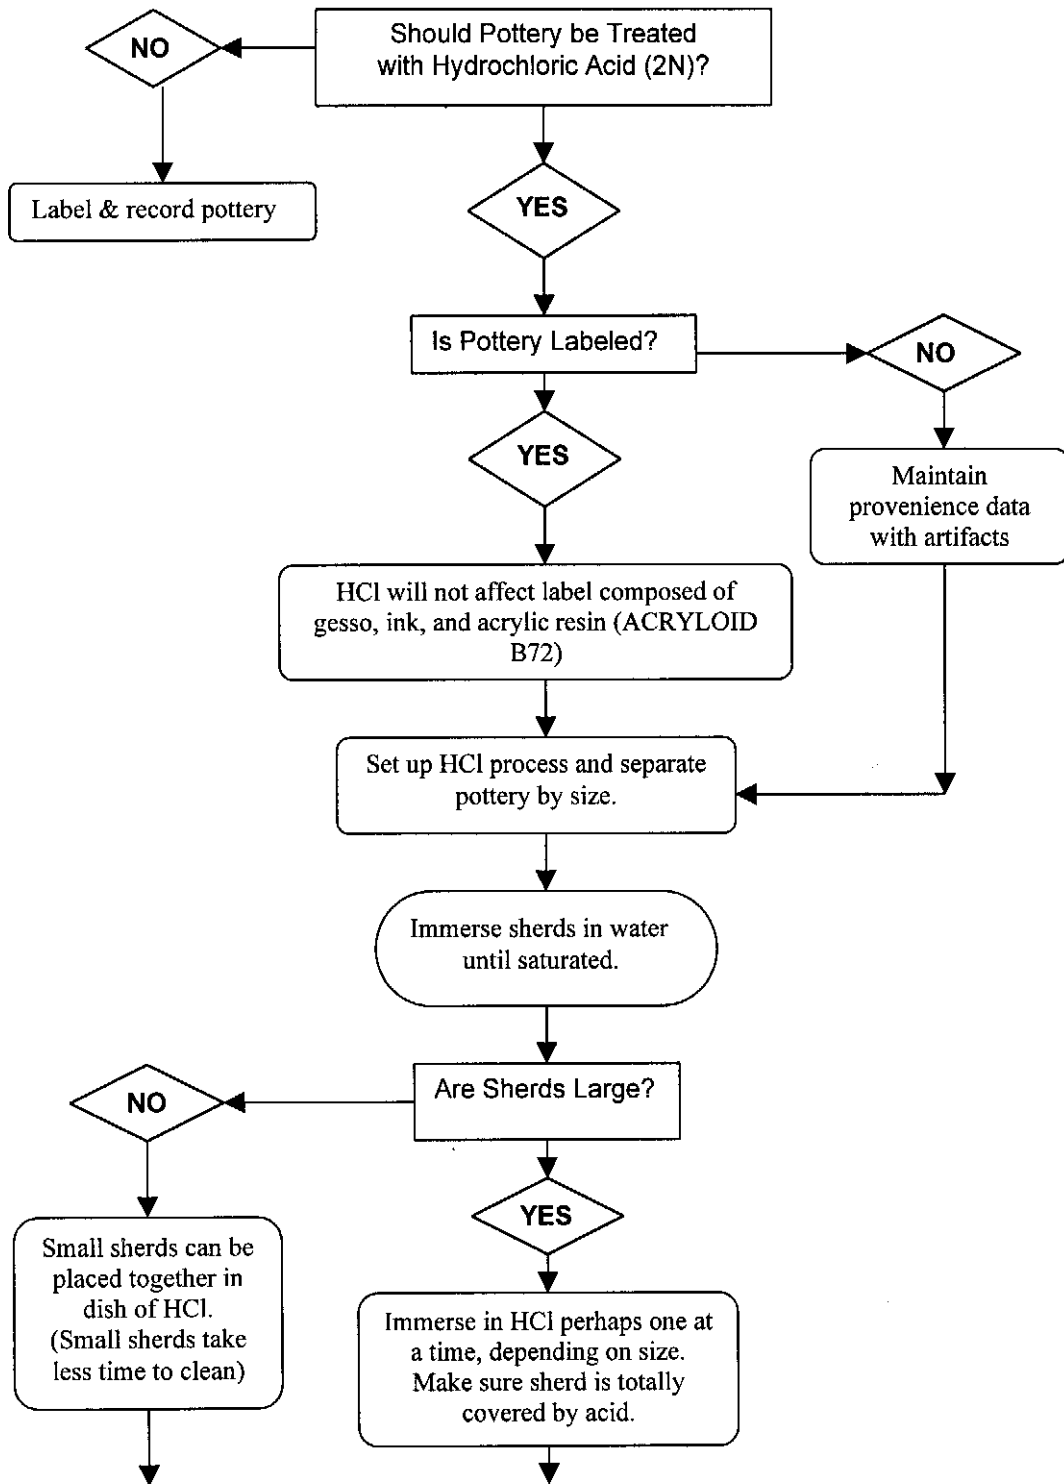 Should Pottery be Treated
with Hydrochloric Acid (2N)?
NO
Label & record pottery
YES
Is Pottery Labeled?
NO
YES
Maintain
provenience data
with artifacts
HCl will not affect label composed of
gesso, ink, and acrylic resin (ACRYLOID
B72)
Set up HCl process and separate
pottery by size.
Immerse sherds in water
until saturated.
Are Sherds Large?
NO
YES
Small sherds can be
placed together in
dish of HCl.
(Small sherds take
less time to clean)
Immerse in HCl perhaps one at
a time, depending on size.
Make sure sherd is totally
covered by acid.